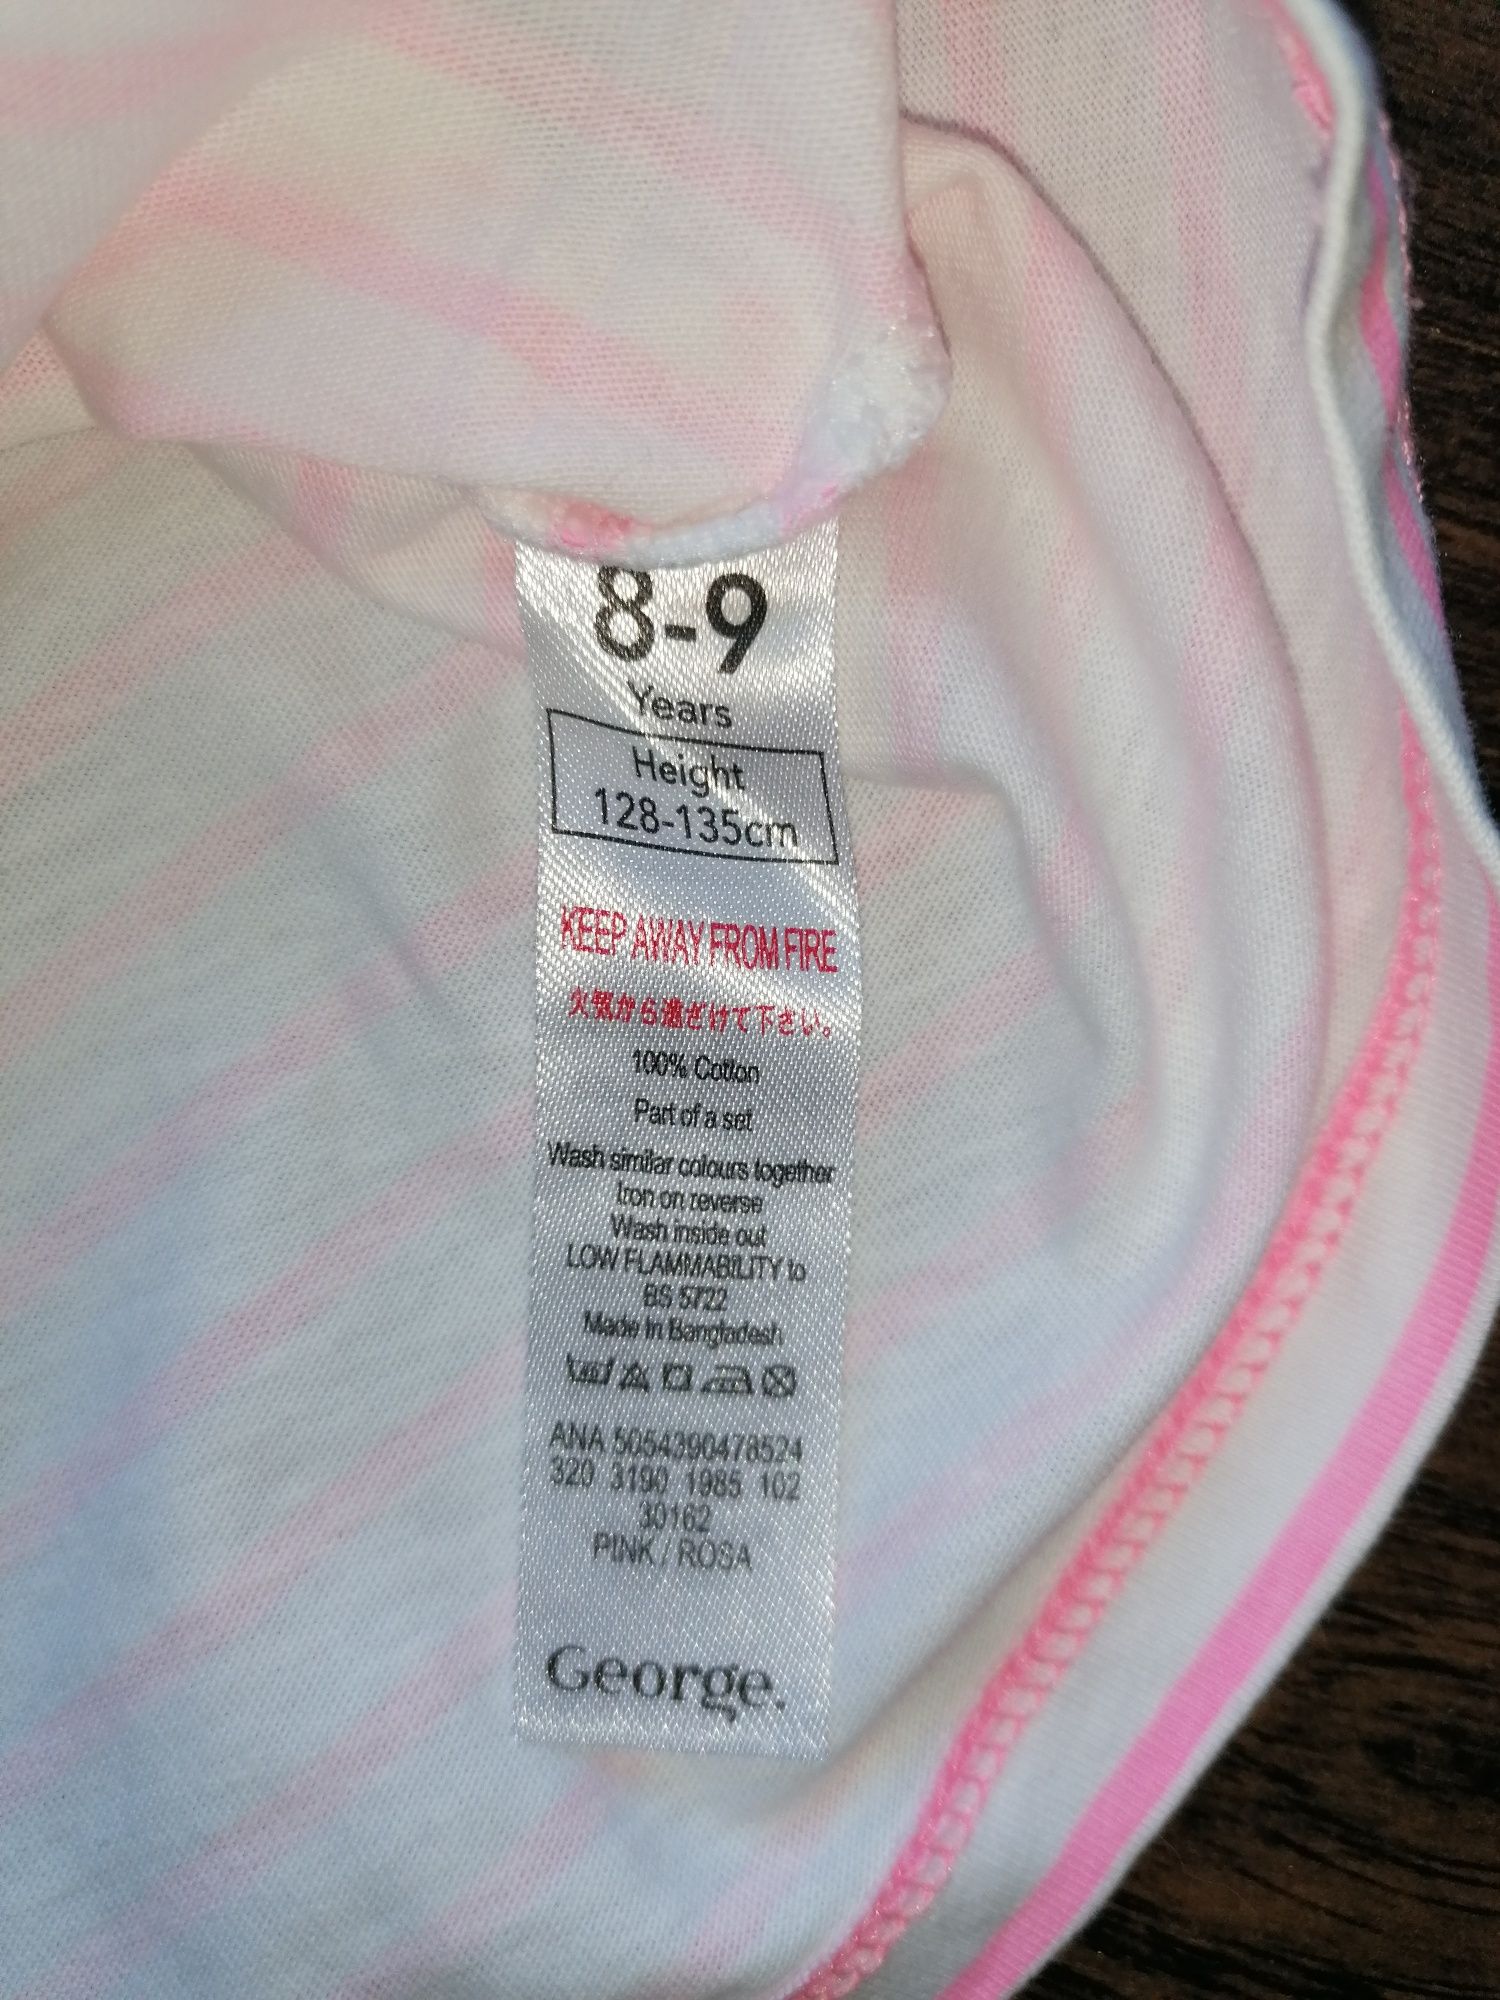 8-9
Years
Height
128-135cm
KEEP AWAY FROM FIRE
火気から遠ざけて下さい。
100% Cotton
Part of a set
Wash similar colours together
Iron on reverse
Wash inside out
LOW FLAMMABILITY to
BS 5722
Made In Bangladesh
ANA 5054390478524
320 3190 1985 102
30162
PINK / ROSA
George.